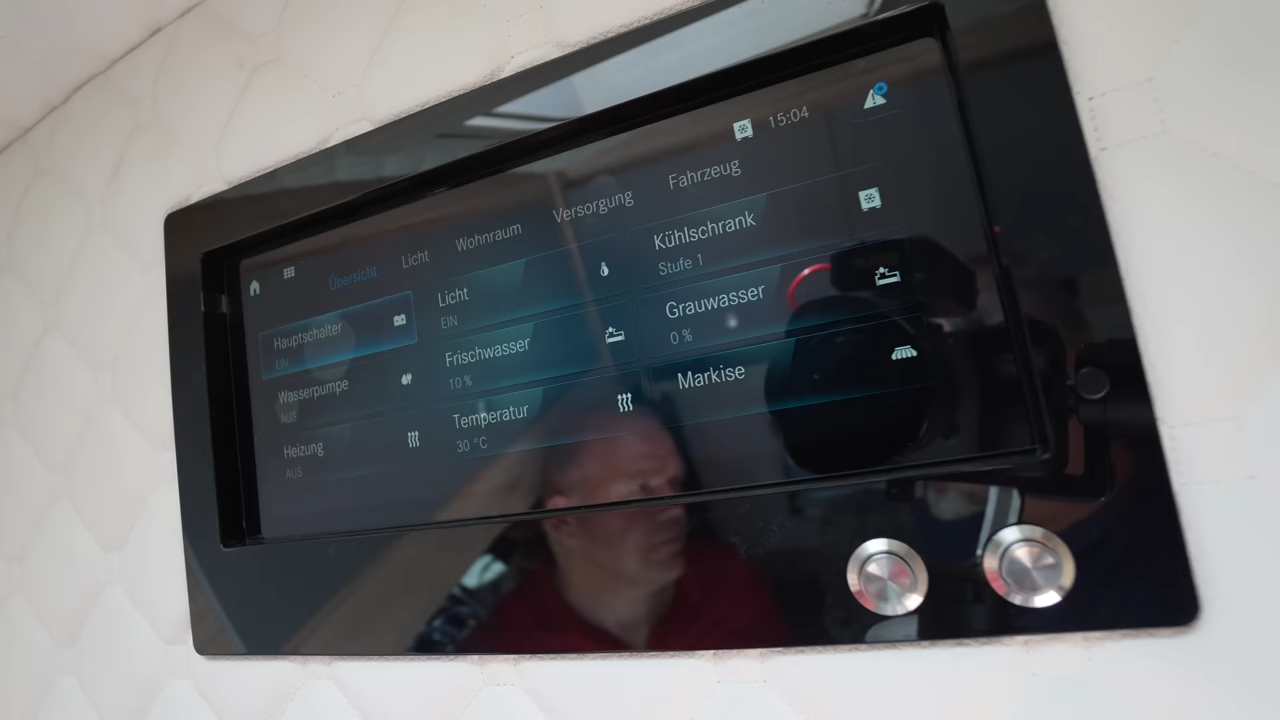 15:04
Übersicht Licht Wohnraum Versorgung Fahrzeug
Hauptschalter
EIN
Licht
EIN
Kühlschrank
Stufe 1
Wasserpumpe
AUS
Frischwasser
10 %
Grauwasser
0 %
Heizung
AUS
Temperatur
30 °C
Markise